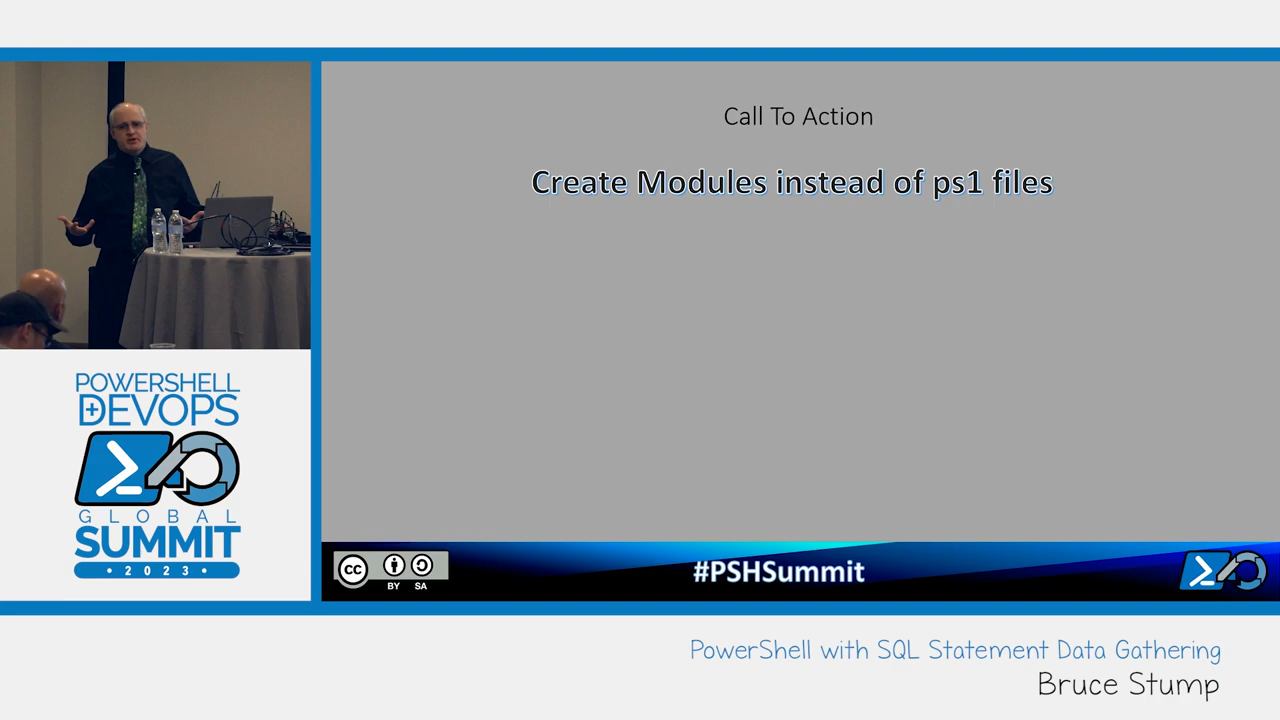 Call To Action
Create Modules instead of ps1 files
POWERSHELL
+DEVOPS
GLOBAL
SUMMIT
• 2023 •
cc
BY SA
#PSHSummit
PowerShell with SQL Statement Data Gathering
Bruce Stump